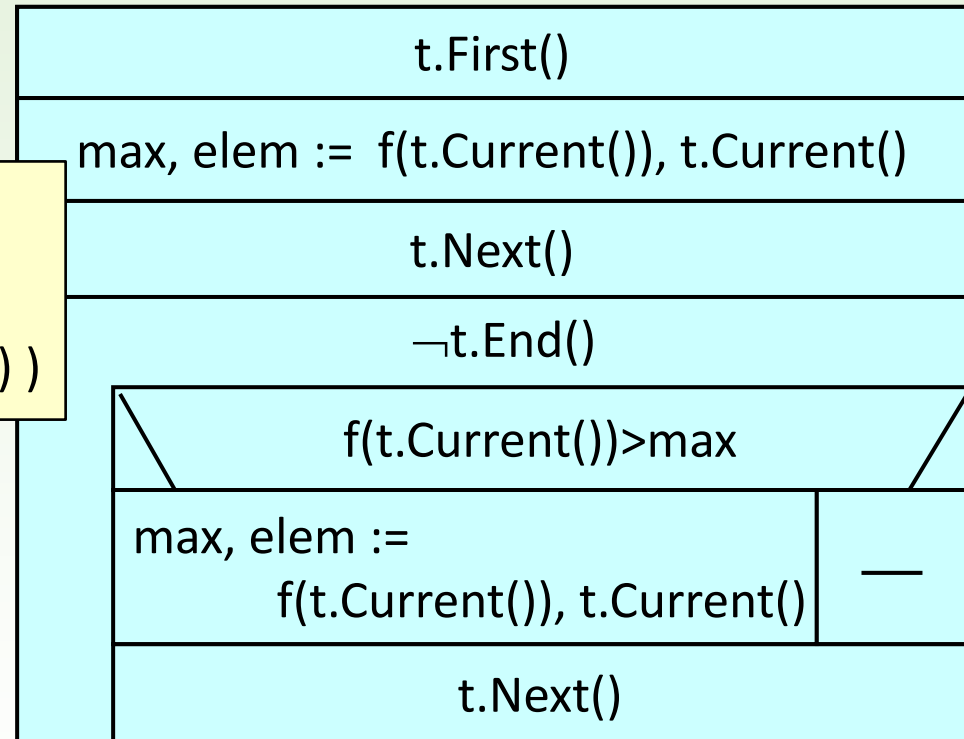 t.First()
max, elem := f(t.Current()), t.Current()
t.Next()
¬t.End()
) )
f(t.Current())>max
max, elem :=
f(t.Current()), t.Current()
—
t.Next()